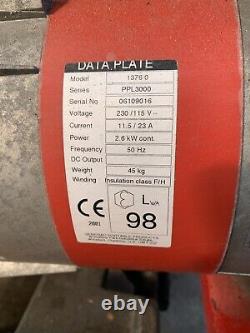 DATA PLATE
Model 1376 0
Series PPL3000
Serial No 06109016
Voltage 230 / 115 V ~
Current 11.5 / 23 A
Power 2.6 kW cont.
Frequency 50 Hz
DC Output
Weight 45 kg
Winding Insulation class F/H
CE
2001
LWA
98